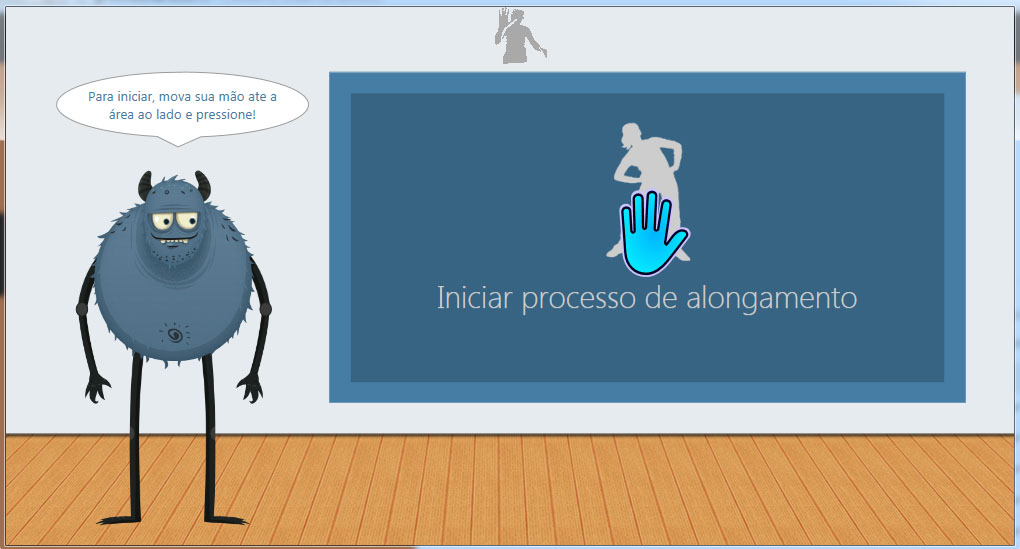 Para iniciar, mova sua mão ate a
área ao lado e pressione!
Iniciar processo de alongamento